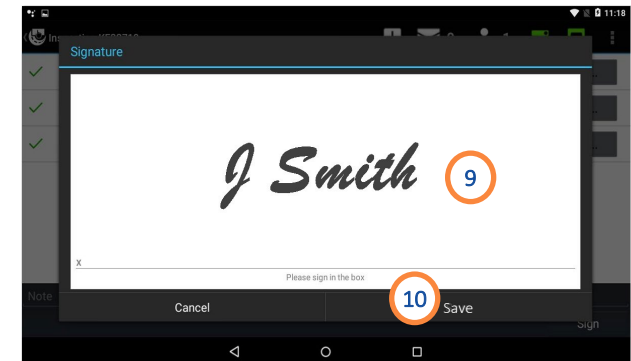 11:18
Signature
J Smith
9
X
Please sign in the box
10
Cancel
Save
Note
Sign